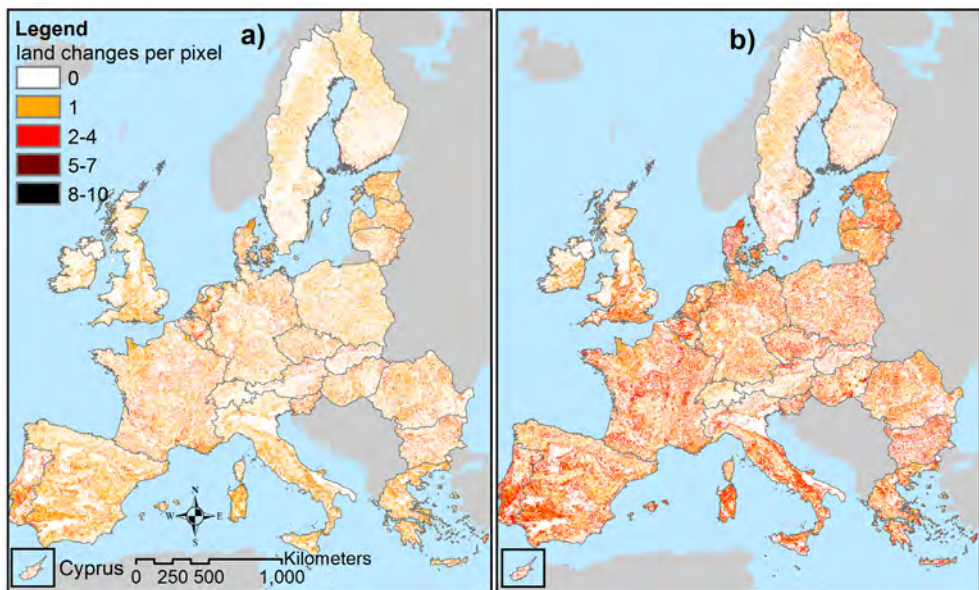 Legend
land changes per pixel
0
1
2-4
5-7
8-10
a)
b)
N
W E
S
Cyprus
Kilometers
0 250 500 1,000